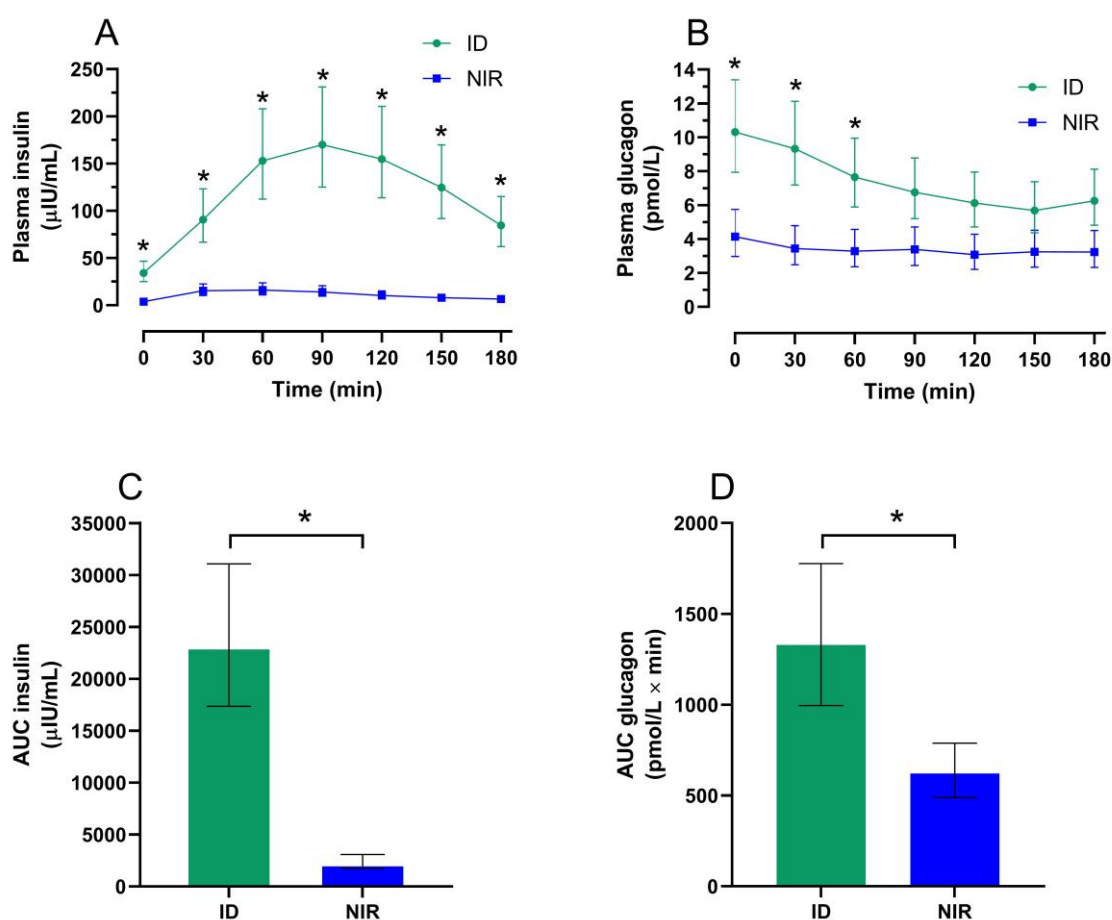 A
ID
NIR
Plasma insulin
(μIU/mL)
250
200
150
100
50
0
* * * * * * *
0 30 60 90 120 150 180
Time (min)
B
ID
NIR
Plasma glucagon
(pmol/L)
14
12
10
8
6
4
2
0
* * *
0 30 60 90 120 150 180
Time (min)
C
AUC insulin
(μIU/mL)
35000
30000
25000
20000
15000
10000
5000
0
*
ID NIR
D
AUC glucagon
(pmol/L × min)
2000
1500
1000
500
0
*
ID NIR